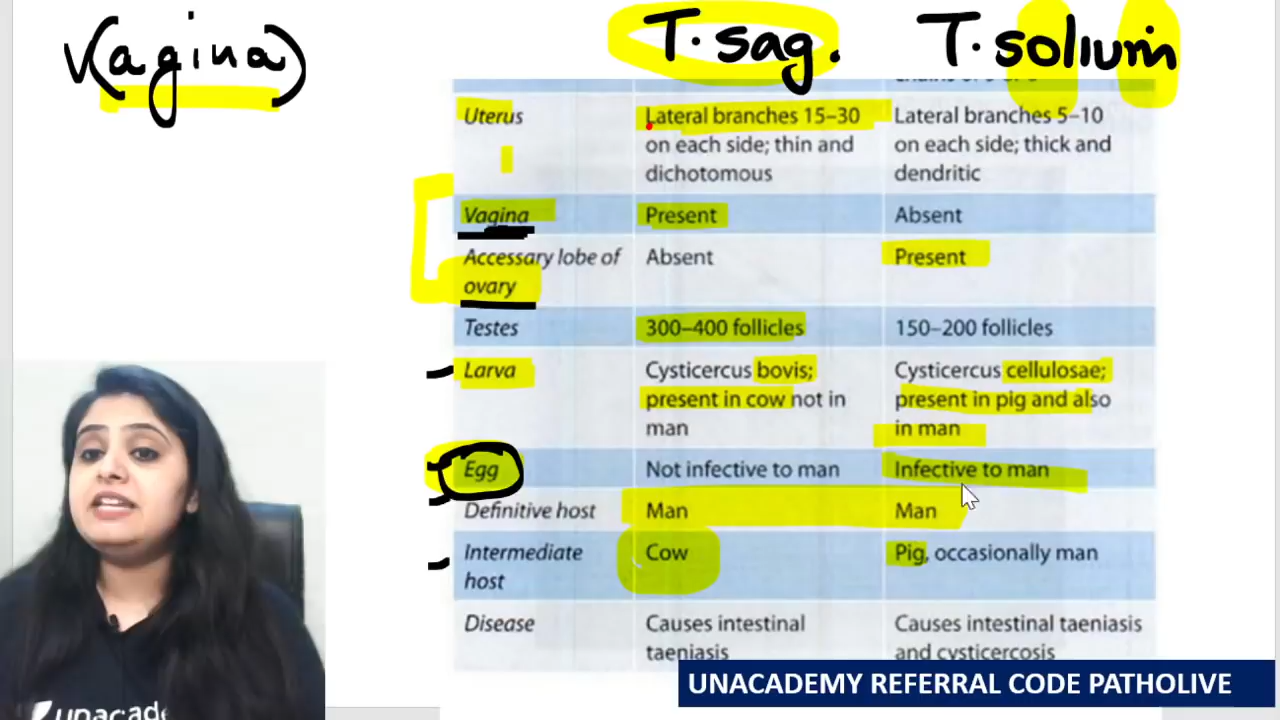 v(agina)
T. sag.
T. solium
Uterus
Lateral branches 15–30
on each side; thin and
dichotomous
Lateral branches 5–10
on each side; thick and
dendritic
Vagina
Present
Absent
Accessary lobe of
ovary
Absent
Present
Testes
300–400 follicles
150–200 follicles
Larva
Cysticercus bovis;
present in cow not in
man
Cysticercus cellulosae;
present in pig and also
in man
Egg
Not infective to man
Infective to man
Definitive host
Man
Man
Intermediate
host
Cow
Pig, occasionally man
Disease
Causes intestinal
taeniasis
Causes intestinal taeniasis
and cysticercosis
UNACADEMY REFERRAL CODE PATHOLIVE
unacade